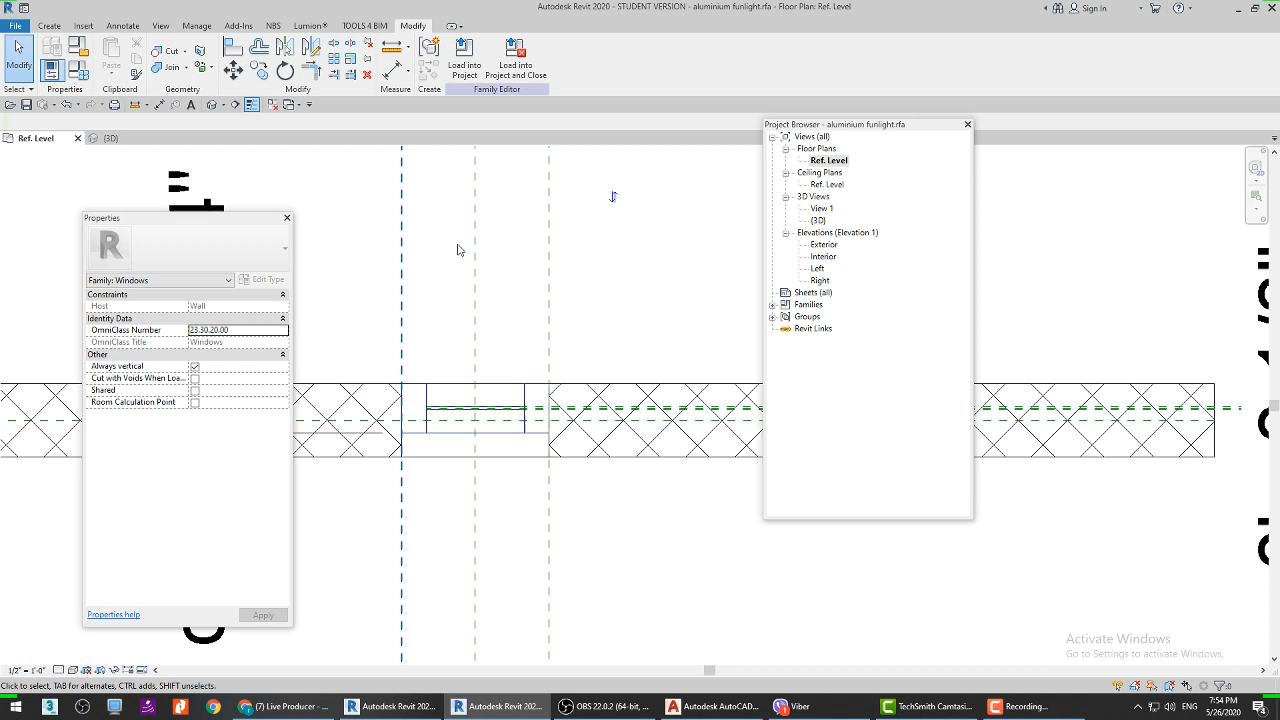 Autodesk Revit 2020 - STUDENT VERSION - aluminium funlight.rfa - Floor Plan: Ref. Level
Sign In
File Create Insert Annotate View Manage Add-Ins NBS Lumion® TOOLS 4 BIM Modify
Modify Paste Cut Join Load into Project Load into Project and Close
Select Properties Clipboard Geometry Modify Measure Create Family Editor
Ref. Level (3D)
Project Browser - aluminium funlight.rfa
Views (all)
Floor Plans
Ref. Level
Ceiling Plans
Ref. Level
3D Views
View 1
{3D}
Elevations (Elevation 1)
Exterior
Interior
Left
Right
Sheets (all)
Families
Groups
Revit Links
Properties
R
Family: Windows Edit Type
Constraints
Host Wall
Identity Data
OmniClass Number 23.30.20.00
OmniClass Title Windows
Other
Always vertical
Cut with Voids When Loa...
Shared
Room Calculation Point
Properties help Apply
Activate Windows
Go to Settings to activate Windows.
1/2" = 1'-0"
Click to select, TAB for alternates, CTRL adds, SHIFT unselects. :0
(7) Live Producer - ... Autodesk Revit 202... Autodesk Revit 202... OBS 22.0.2 (64-bit, ... Autodesk AutoCAD... Viber TechSmith Camtasi... Recording...
7:54 PM
5/26/2020